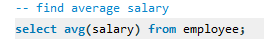 -- find average salary
select avg(salary) from employee;